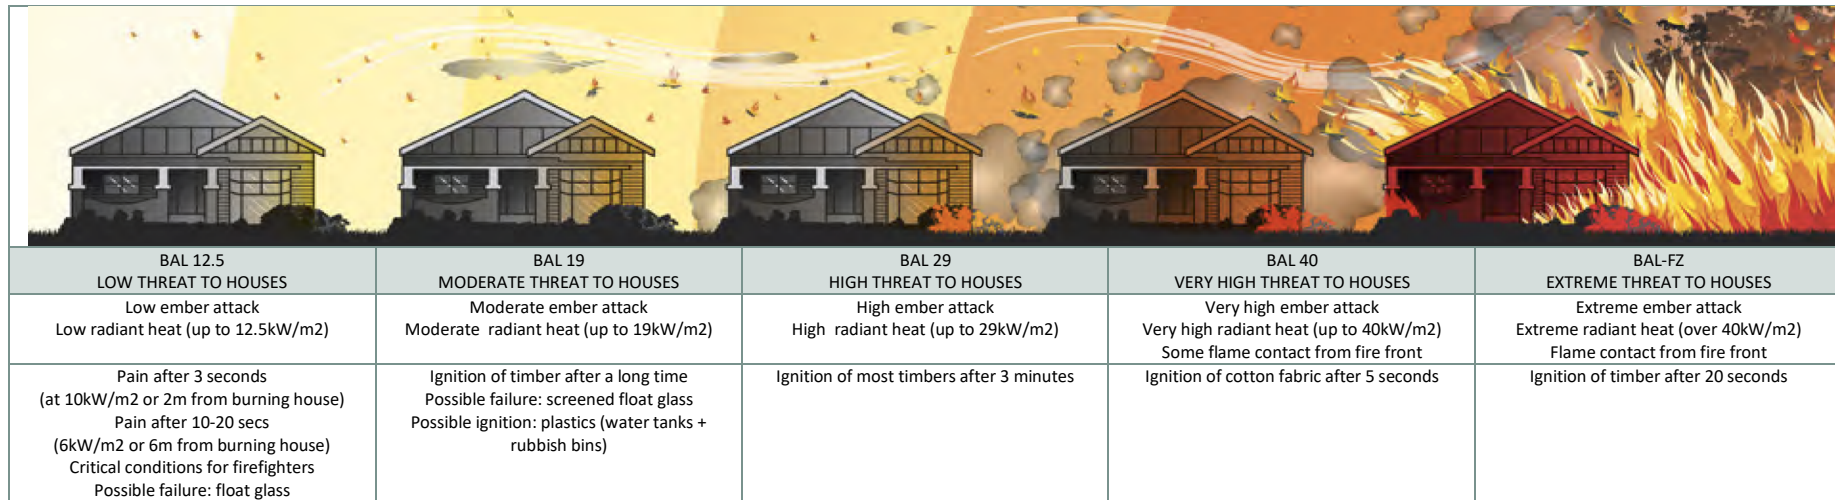 BAL 12.5
LOW THREAT TO HOUSES
BAL 19
MODERATE THREAT TO HOUSES
BAL 29
HIGH THREAT TO HOUSES
BAL 40
VERY HIGH THREAT TO HOUSES
BAL-FZ
EXTREME THREAT TO HOUSES
Low ember attack
Low radiant heat (up to 12.5kW/m2)
Moderate ember attack
Moderate  radiant heat (up to 19kW/m2)
High ember attack
High  radiant heat (up to 29kW/m2)
Very high ember attack
Very high radiant heat (up to 40kW/m2)
Some flame contact from fire front
Extreme ember attack
Extreme radiant heat (over 40kW/m2)
Flame contact from fire front
Pain after 3 seconds
(at 10kW/m2 or 2m from burning house)
Pain after 10-20 secs
(6kW/m2 or 6m from burning house)
Critical conditions for firefighters
Possible failure: float glass
Ignition of timber after a long time
Possible failure: screened float glass
Possible ignition: plastics (water tanks +
rubbish bins)
Ignition of most timbers after 3 minutes
Ignition of cotton fabric after 5 seconds
Ignition of timber after 20 seconds